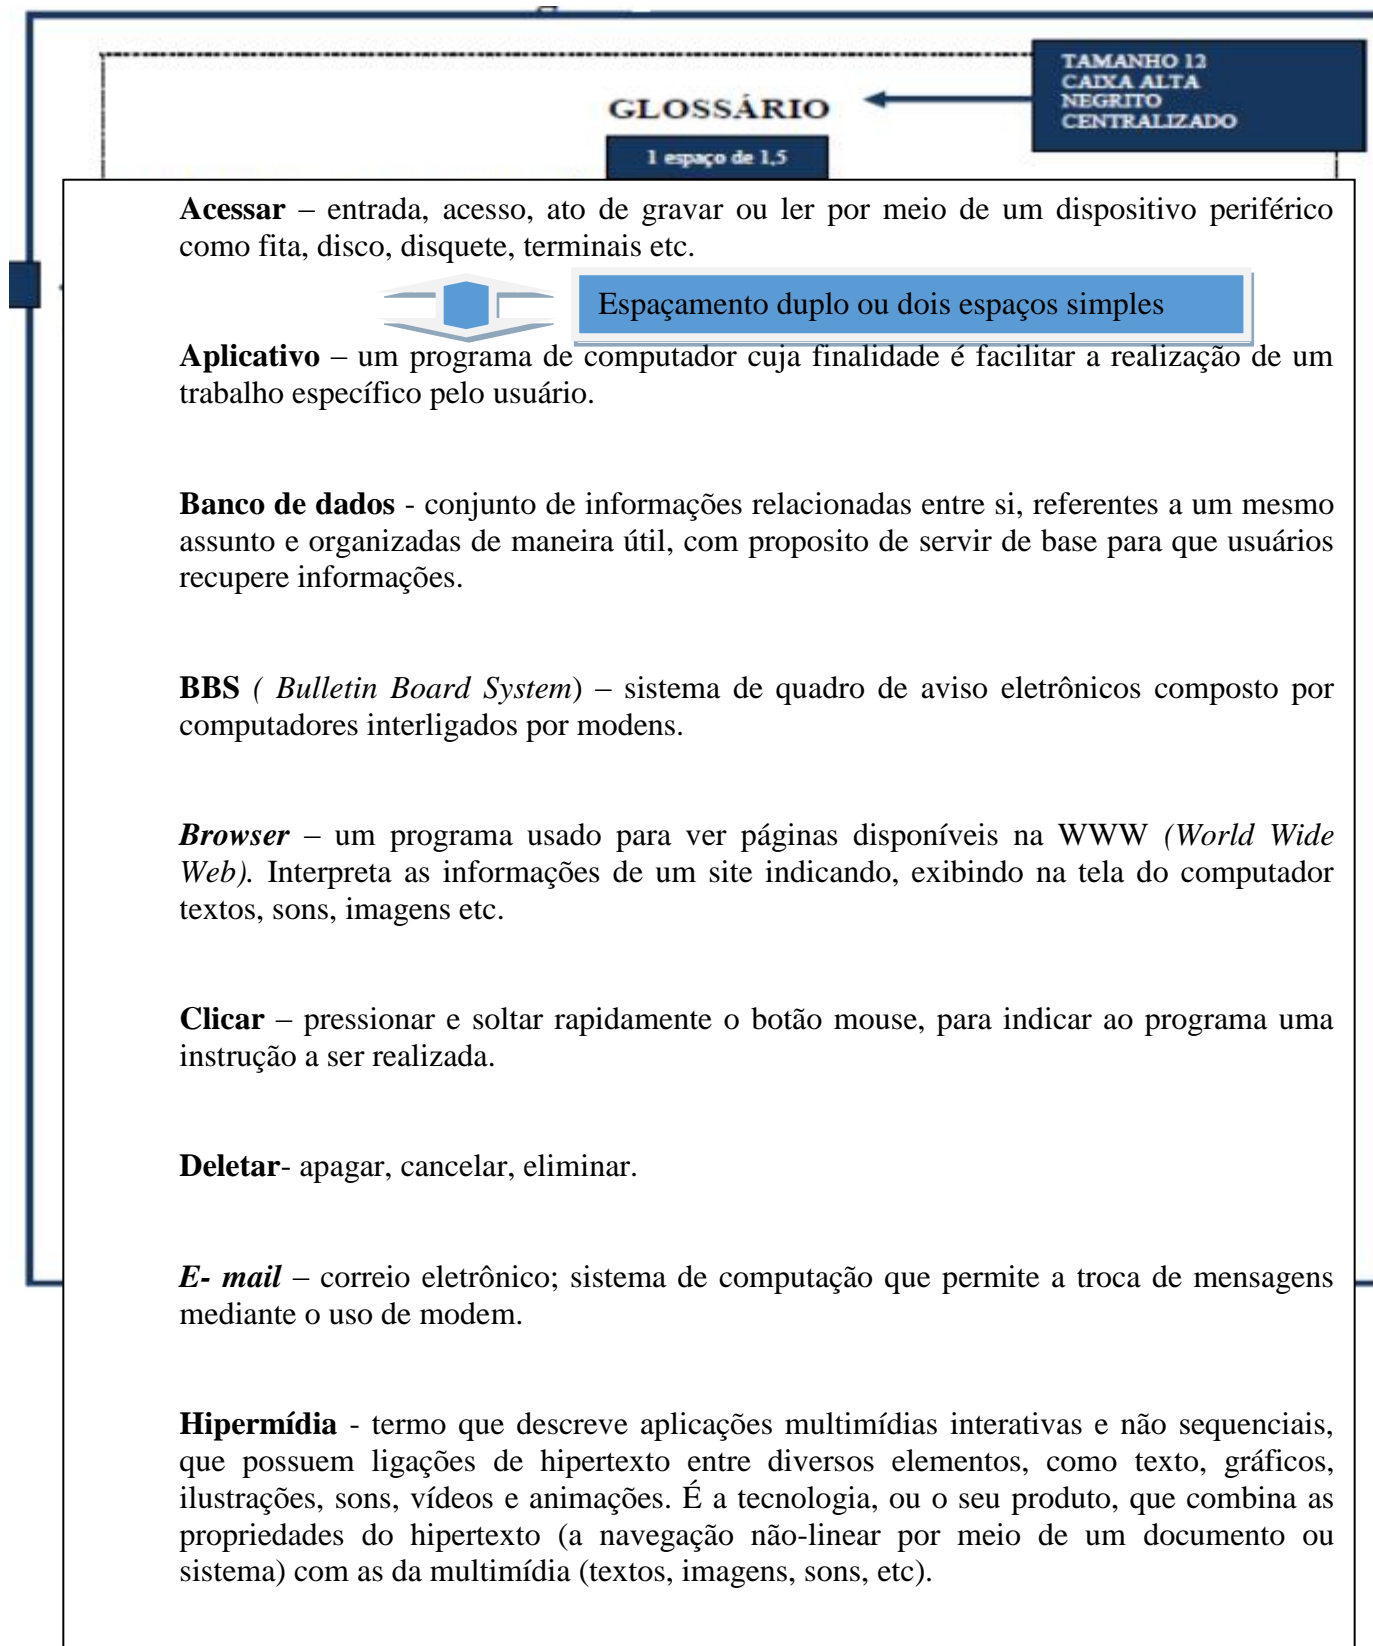 TAMANHO 12
CAIXA ALTA
NEGRITO
CENTRALIZADO
GLOSSÁRIO
1 espaço de 1,5
Acessar – entrada, acesso, ato de gravar ou ler por meio de um dispositivo periférico
como fita, disco, disquete, terminais etc.
Espaçamento duplo ou dois espaços simples
Aplicativo – um programa de computador cuja finalidade é facilitar a realização de um
trabalho específico pelo usuário.
Banco de dados - conjunto de informações relacionadas entre si, referentes a um mesmo
assunto e organizadas de maneira útil, com proposito de servir de base para que usuários
recupere informações.
BBS ( Bulletin Board System) – sistema de quadro de aviso eletrônicos composto por
computadores interligados por modens.
Browser – um programa usado para ver páginas disponíveis na WWW (World Wide
Web). Interpreta as informações de um site indicando, exibindo na tela do computador
textos, sons, imagens etc.
Clicar – pressionar e soltar rapidamente o botão mouse, para indicar ao programa uma
instrução a ser realizada.
Deletar- apagar, cancelar, eliminar.
E- mail – correio eletrônico; sistema de computação que permite a troca de mensagens
mediante o uso de modem.
Hipermídia - termo que descreve aplicações multimídias interativas e não sequenciais,
que possuem ligações de hipertexto entre diversos elementos, como texto, gráficos,
ilustrações, sons, vídeos e animações. É a tecnologia, ou o seu produto, que combina as
propriedades do hipertexto (a navegação não-linear por meio de um documento ou
sistema) com as da multimídia (textos, imagens, sons, etc).